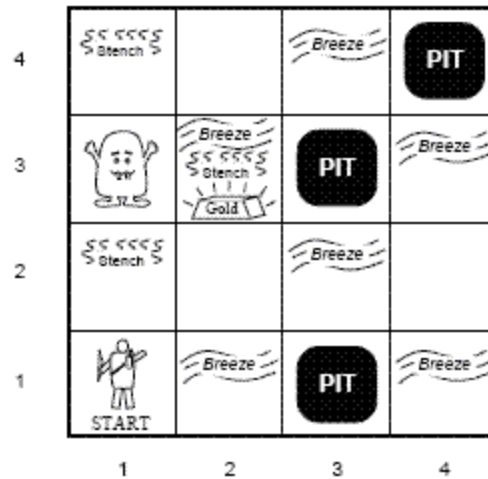 4
Stench
Breeze
PIT
3
Breeze
Stench
Gold
PIT
Breeze
2
Stench
Breeze
1
START
Breeze
PIT
Breeze
1 2 3 4